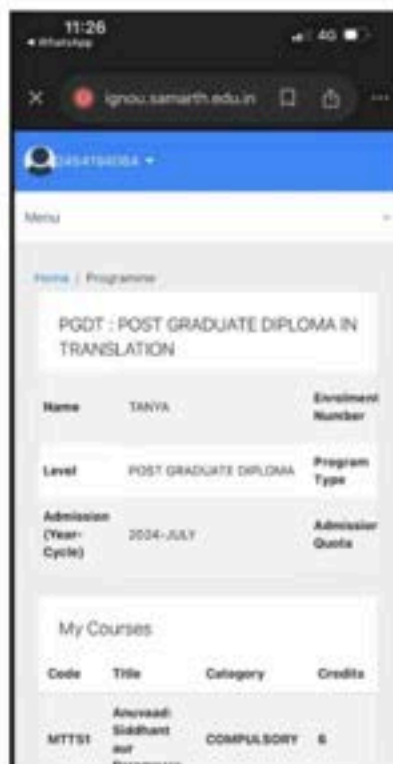 11:26
WhatsApp
4G
ignou.samarth.edu.in
Menu
Home / Programme
PGDT : POST GRADUATE DIPLOMA IN
TRANSLATION
Name TANYA Enrolment
Number
Level POST GRADUATE DIPLOMA Program
Type
Admission
(Year-
Cycle) 2024-JULY Admission
Quota
My Courses
Code Title Category Credits
MTT51 Anuvaad:
Siddhant
aur
COMPULSORY 6